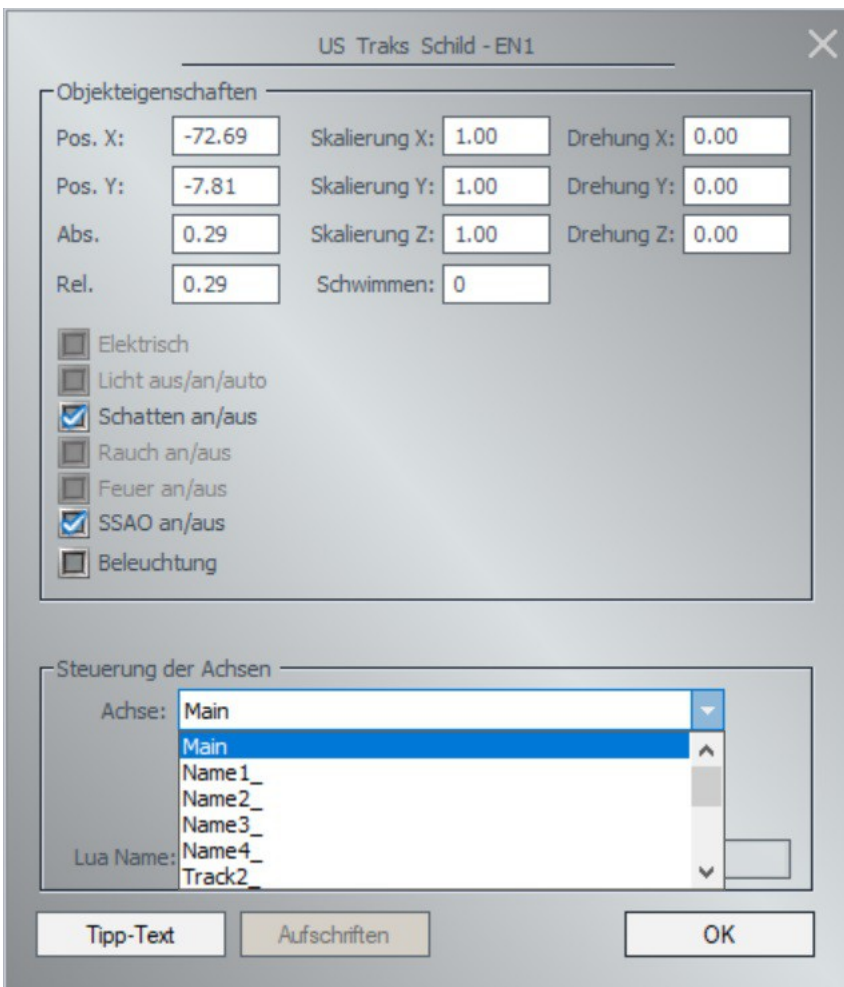 US Traks Schild - EN1
Objekteigenschaften
Pos. X: -72.69 Skalierung X: 1.00 Drehung X: 0.00
Pos. Y: -7.81 Skalierung Y: 1.00 Drehung Y: 0.00
Abs. 0.29 Skalierung Z: 1.00 Drehung Z: 0.00
Rel. 0.29 Schwimmen: 0
Elektrisch
Licht aus/an/auto
Schatten an/aus
Rauch an/aus
Feuer an/aus
SSAO an/aus
Beleuchtung
Steuerung der Achsen
Achse: Main
Main
Name1_
Name2_
Name3_
Lua Name: Name4_
Track2_
Tipp-Text Aufschriften OK